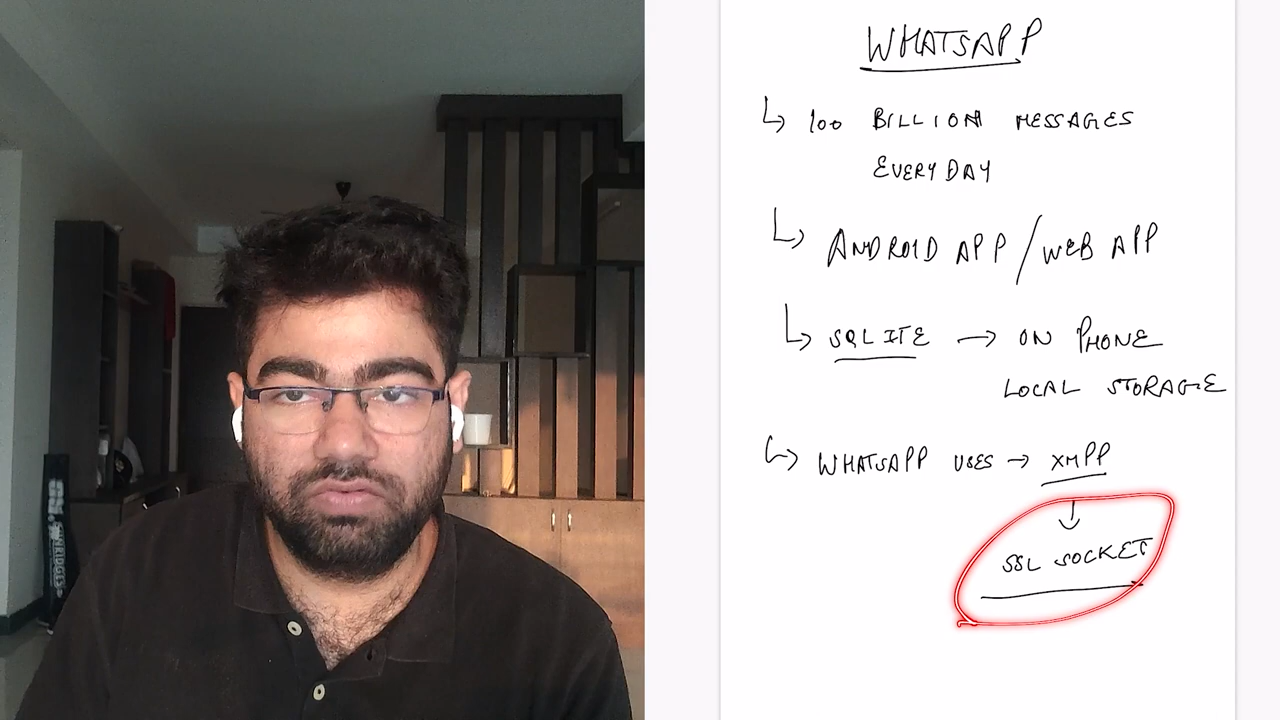 WHATSAPP
↳ 100 BILLION MESSAGES
EVERYDAY
↳ ANDROID APP / WEB APP
↳ SQLITE → ON PHONE
LOCAL STORAGE
↳ WHATSAPP USES → XMPP
↓
SSL SOCKET